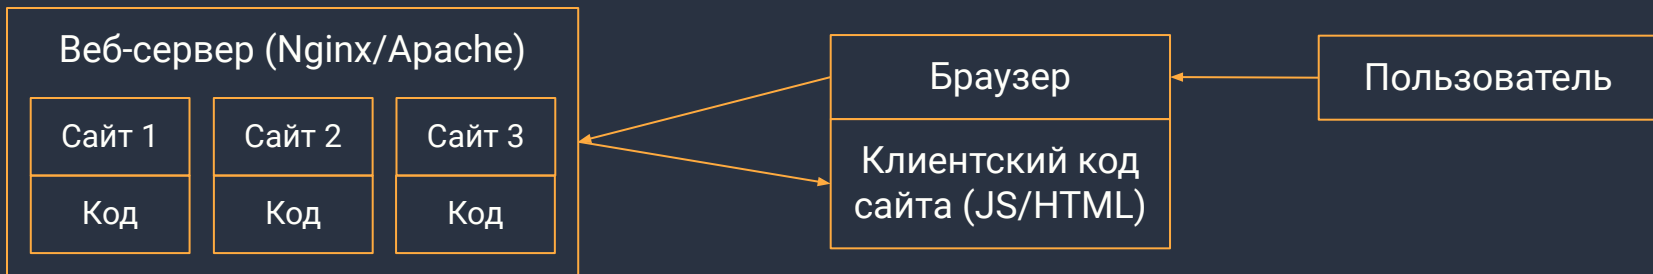 Веб-сервер (Nginx/Apache)
Сайт 1
Код
Сайт 2
Код
Сайт 3
Код
Браузер
Клиентский код
сайта (JS/HTML)
Пользователь